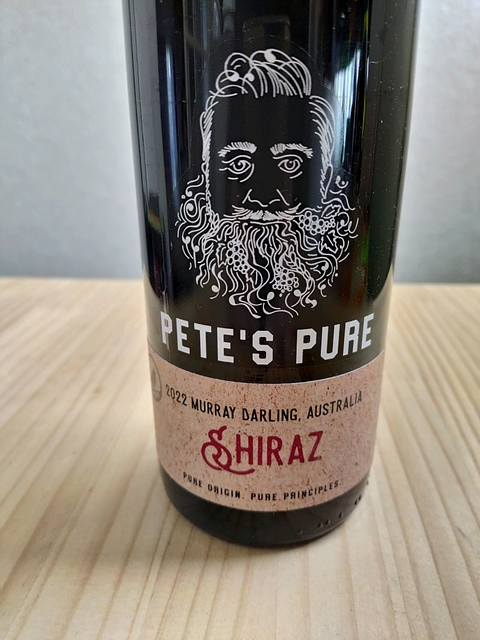 PETE'S PURE
2022 MURRAY DARLING, AUSTRALIA
SHIRAZ
PURE ORIGIN. PURE PRINCIPLES.